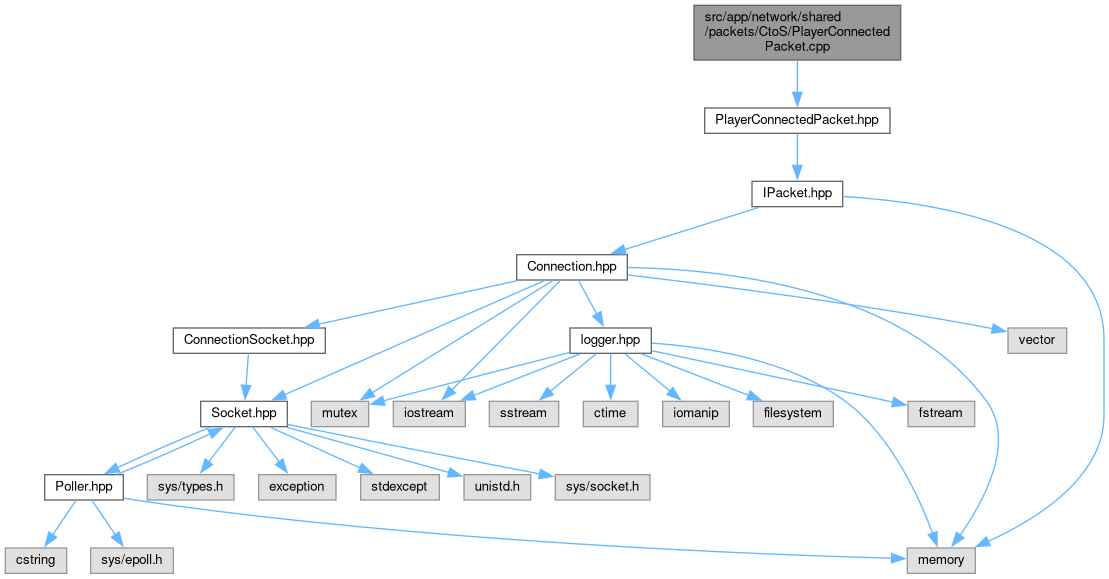 src/app/network/shared
/packets/CtoS/PlayerConnected
Packet.cpp
PlayerConnectedPacket.hpp
IPacket.hpp
Connection.hpp
ConnectionSocket.hpp
logger.hpp
vector
Socket.hpp
mutex
iostream
sstream
ctime
iomanip
filesystem
fstream
Poller.hpp
sys/types.h
exception
stdexcept
unistd.h
sys/socket.h
cstring
sys/epoll.h
memory